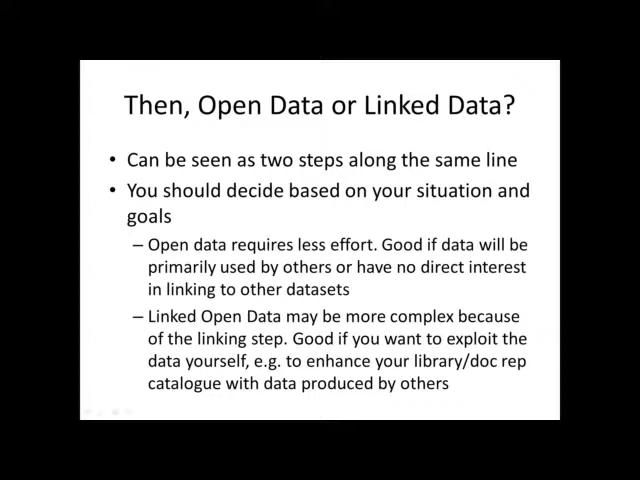 Then, Open Data or Linked Data?
• Can be seen as two steps along the same line
• You should decide based on your situation and
goals
– Open data requires less effort. Good if data will be
primarily used by others or have no direct interest
in linking to other datasets
– Linked Open Data may be more complex because
of the linking step. Good if you want to exploit the
data yourself, e.g. to enhance your library/doc rep
catalogue with data produced by others